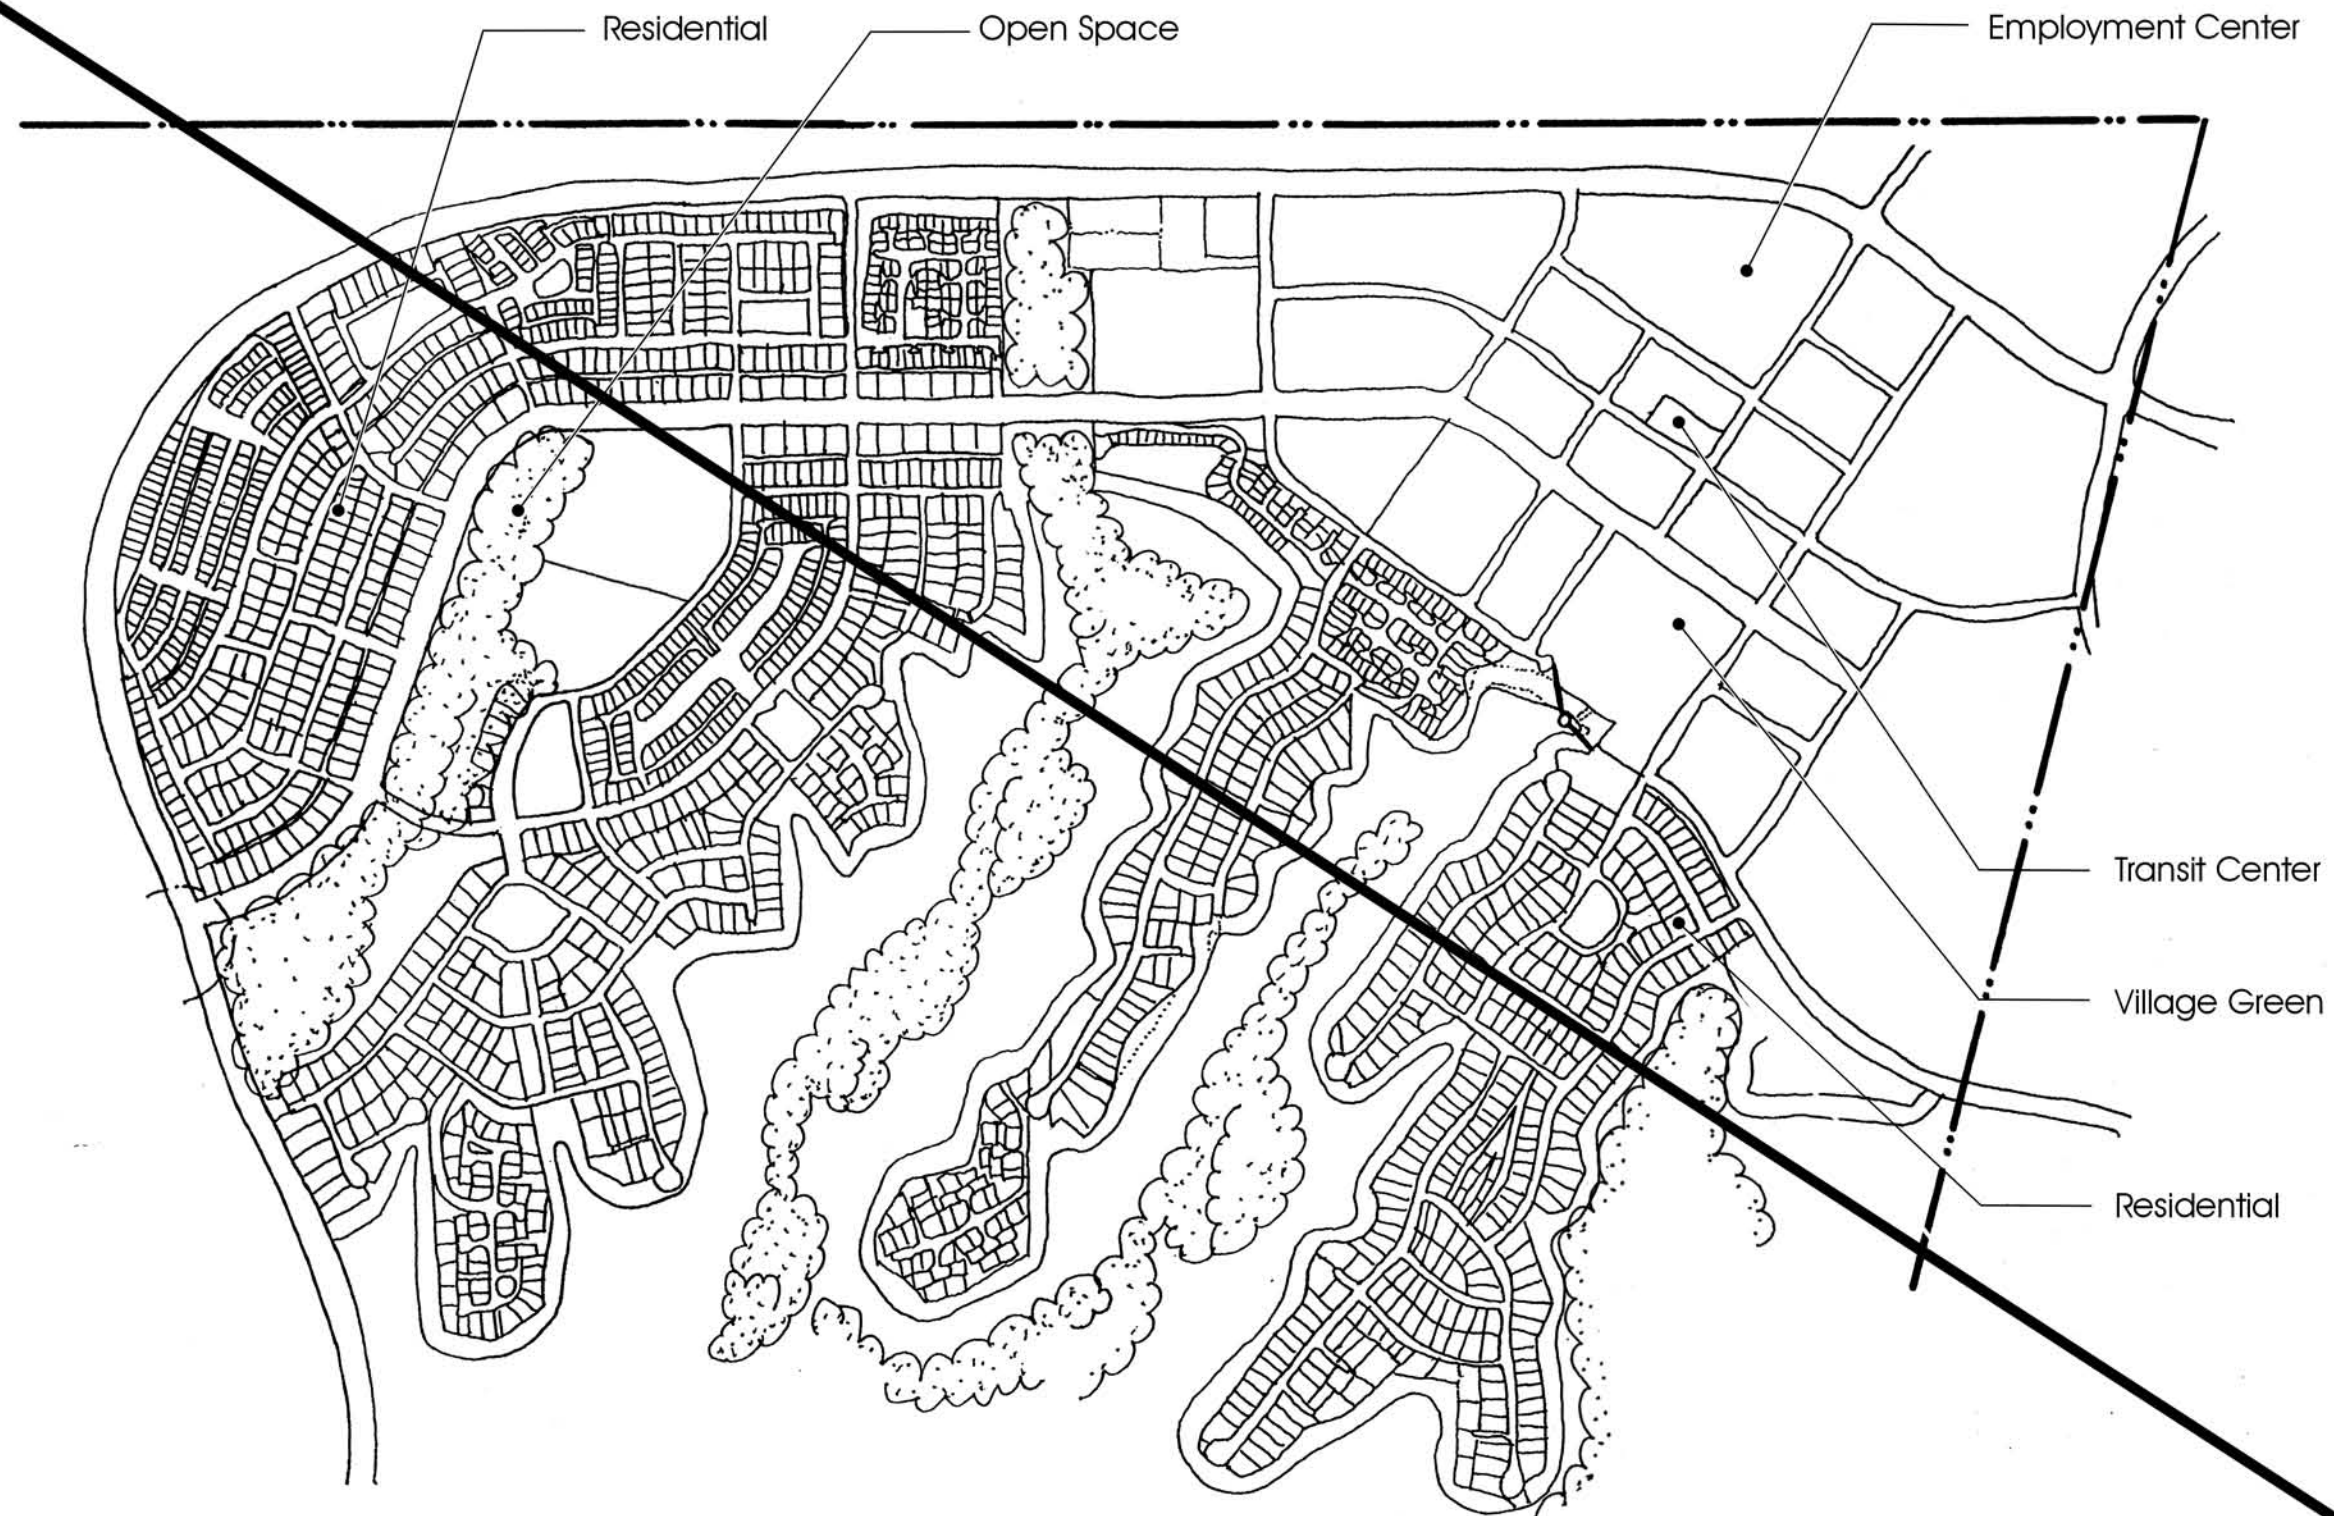 Residential
Open Space
Employment Center
Transit Center
Village Green
Residential